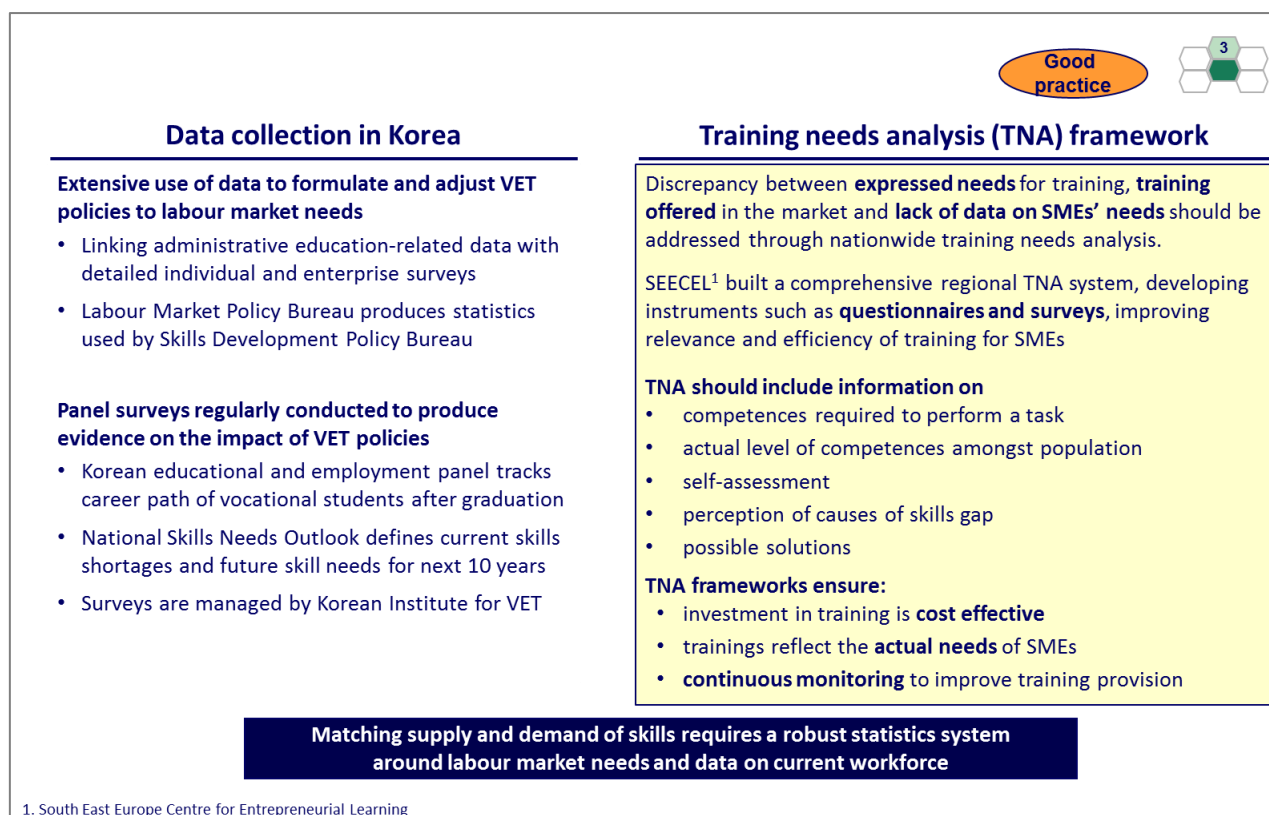 Good
practice
3
Data collection in Korea
Extensive use of data to formulate and adjust VET
policies to labour market needs
• Linking administrative education-related data with
detailed individual and enterprise surveys
• Labour Market Policy Bureau produces statistics
used by Skills Development Policy Bureau
Panel surveys regularly conducted to produce
evidence on the impact of VET policies
• Korean educational and employment panel tracks
career path of vocational students after graduation
• National Skills Needs Outlook defines current skills
shortages and future skill needs for next 10 years
• Surveys are managed by Korean Institute for VET
Training needs analysis (TNA) framework
Discrepancy between expressed needs for training, training
offered in the market and lack of data on SMEs’ needs should be
addressed through nationwide training needs analysis.
SEECEL1 built a comprehensive regional TNA system, developing
instruments such as questionnaires and surveys, improving
relevance and efficiency of training for SMEs
TNA should include information on
• competences required to perform a task
• actual level of competences amongst population
• self-assessment
• perception of causes of skills gap
• possible solutions
TNA frameworks ensure:
• investment in training is cost effective
• trainings reflect the actual needs of SMEs
• continuous monitoring to improve training provision
Matching supply and demand of skills requires a robust statistics system
around labour market needs and data on current workforce
1. South East Europe Centre for Entrepreneurial Learning